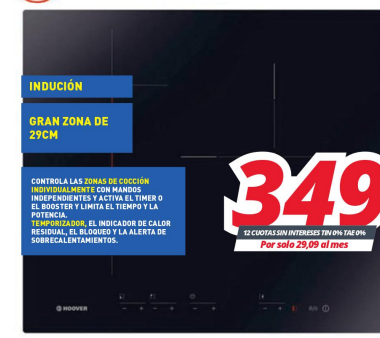 INDUCIÓN
GRAN ZONA DE
29CM
CONTROLA LAS ZONAS DE COCCIÓN
INDIVIDUALMENTE CON MANDOS
INDEPENDIENTES Y ACTIVA EL TIMER O
EL BOOSTER Y LIMITA EL TIEMPO Y LA
POTENCIA.
TEMPORIZADOR, EL INDICADOR DE CALOR
RESIDUAL, EL BLOQUEO Y LA ALERTA DE
SOBRECALENTAMIENTOS.
349
12 CUOTAS SIN INTERESES TIN 0% TAE 0%
Por solo 29,09 al mes
HOOVER